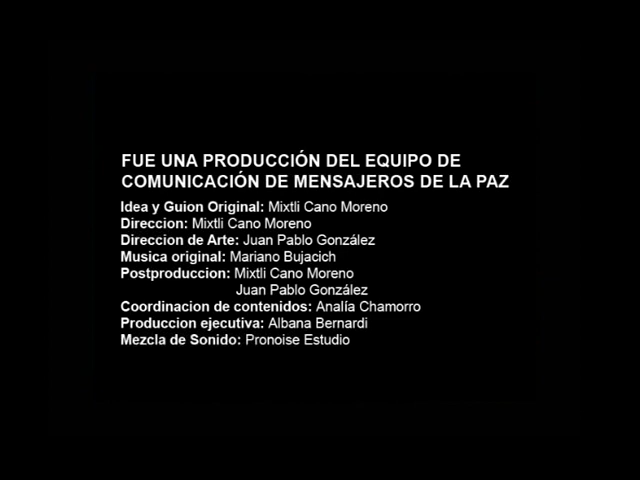 FUE UNA PRODUCCIÓN DEL EQUIPO DE
COMUNICACIÓN DE MENSAJEROS DE LA PAZ
Idea y Guion Original: Mixtli Cano Moreno
Direccion: Mixtli Cano Moreno
Direccion de Arte: Juan Pablo González
Musica original: Mariano Bujacich
Postproduccion: Mixtli Cano Moreno
Juan Pablo González
Coordinacion de contenidos: Analía Chamorro
Produccion ejecutiva: Albana Bernardi
Mezcla de Sonido: Pronoise Estudio